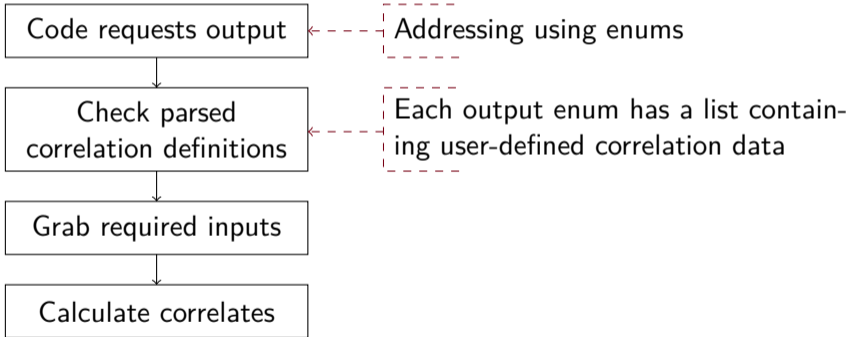 Code requests output
Addressing using enums
Check parsed
correlation definitions
Each output enum has a list contain-
ing user-defined correlation data
Grab required inputs
Calculate correlates